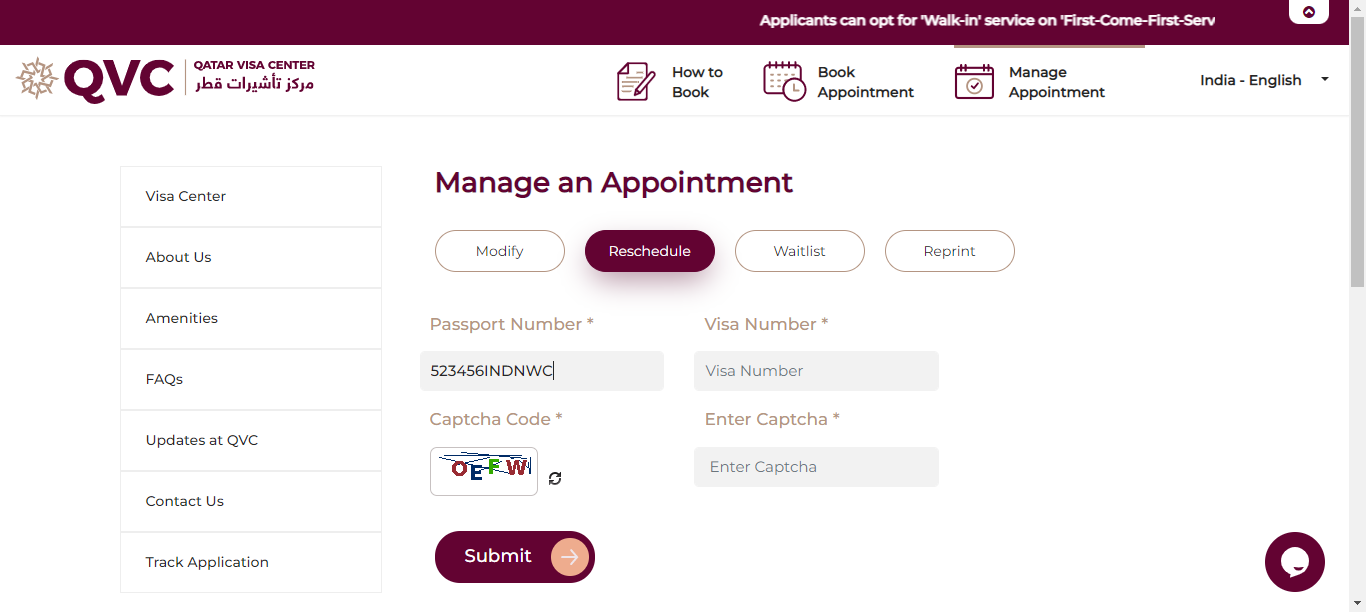 Applicants can opt for 'Walk-in' service on 'First-Come-First-Serv
QVC
QATAR VISA CENTER
مركز تأشيرات قطر
How to
Book
Book
Appointment
Manage
Appointment
India - English
Visa Center
About Us
Amenities
FAQs
Updates at QVC
Contact Us
Track Application
Manage an Appointment
Modify
Reschedule
Waitlist
Reprint
Passport Number *
Visa Number *
523456INDNWC
Visa Number
Captcha Code *
Enter Captcha *
OEFW
Enter Captcha
Submit